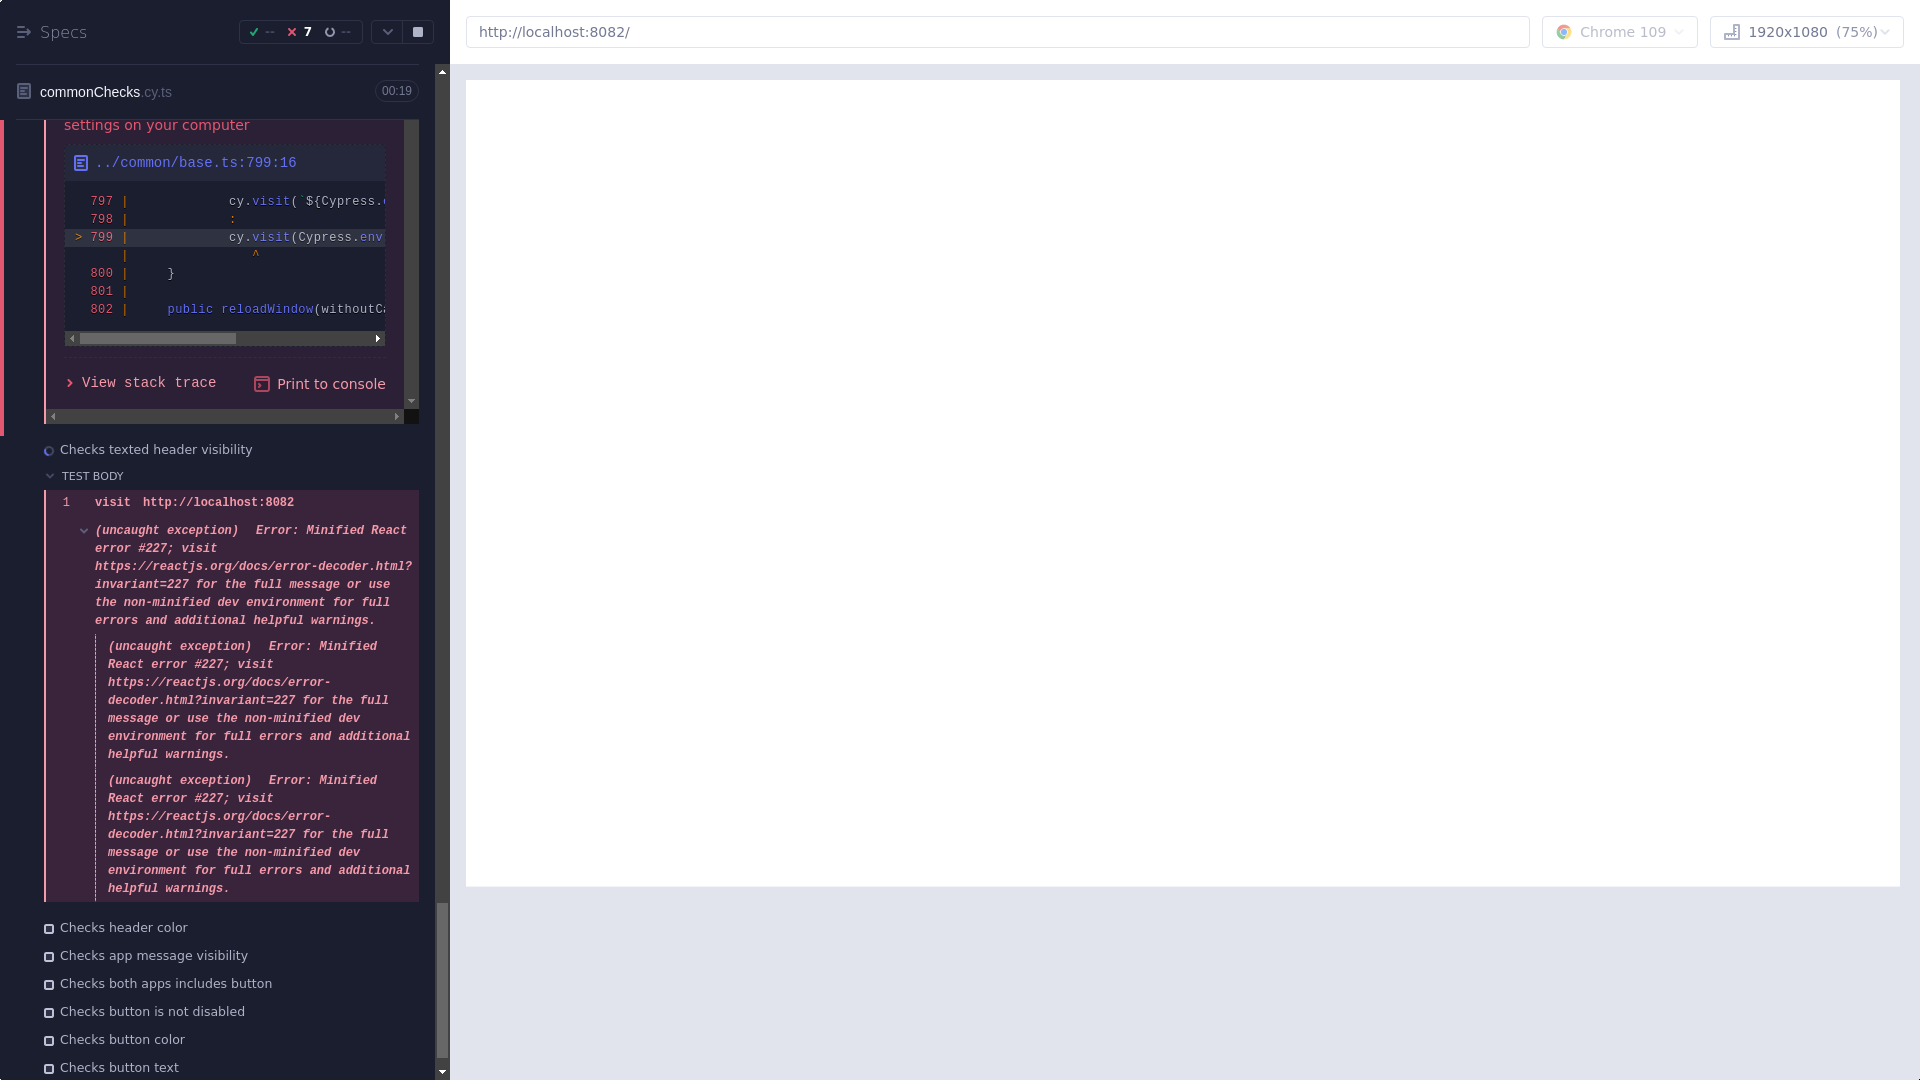 Specs
-- 7 --
commonChecks.cy.ts
00:19
settings on your computer
../common/base.ts:799:16
797 | cy.visit(`${Cypress.
798 | :
> 799 | cy.visit(Cypress.env
| ^
800 | }
801 |
802 | public reloadWindow(withoutCa
View stack trace
Print to console
Checks texted header visibility
TEST BODY
1 visit http://localhost:8082
(uncaught exception) Error: Minified React
error #227; visit
https://reactjs.org/docs/error-decoder.html?
invariant=227 for the full message or use
the non-minified dev environment for full
errors and additional helpful warnings.
(uncaught exception) Error: Minified
React error #227; visit
https://reactjs.org/docs/error-
decoder.html?invariant=227 for the full
message or use the non-minified dev
environment for full errors and additional
helpful warnings.
(uncaught exception) Error: Minified
React error #227; visit
https://reactjs.org/docs/error-
decoder.html?invariant=227 for the full
message or use the non-minified dev
environment for full errors and additional
helpful warnings.
Checks header color
Checks app message visibility
Checks both apps includes button
Checks button is not disabled
Checks button color
Checks button text
http://localhost:8082/
Chrome 109
1920x1080 (75%)